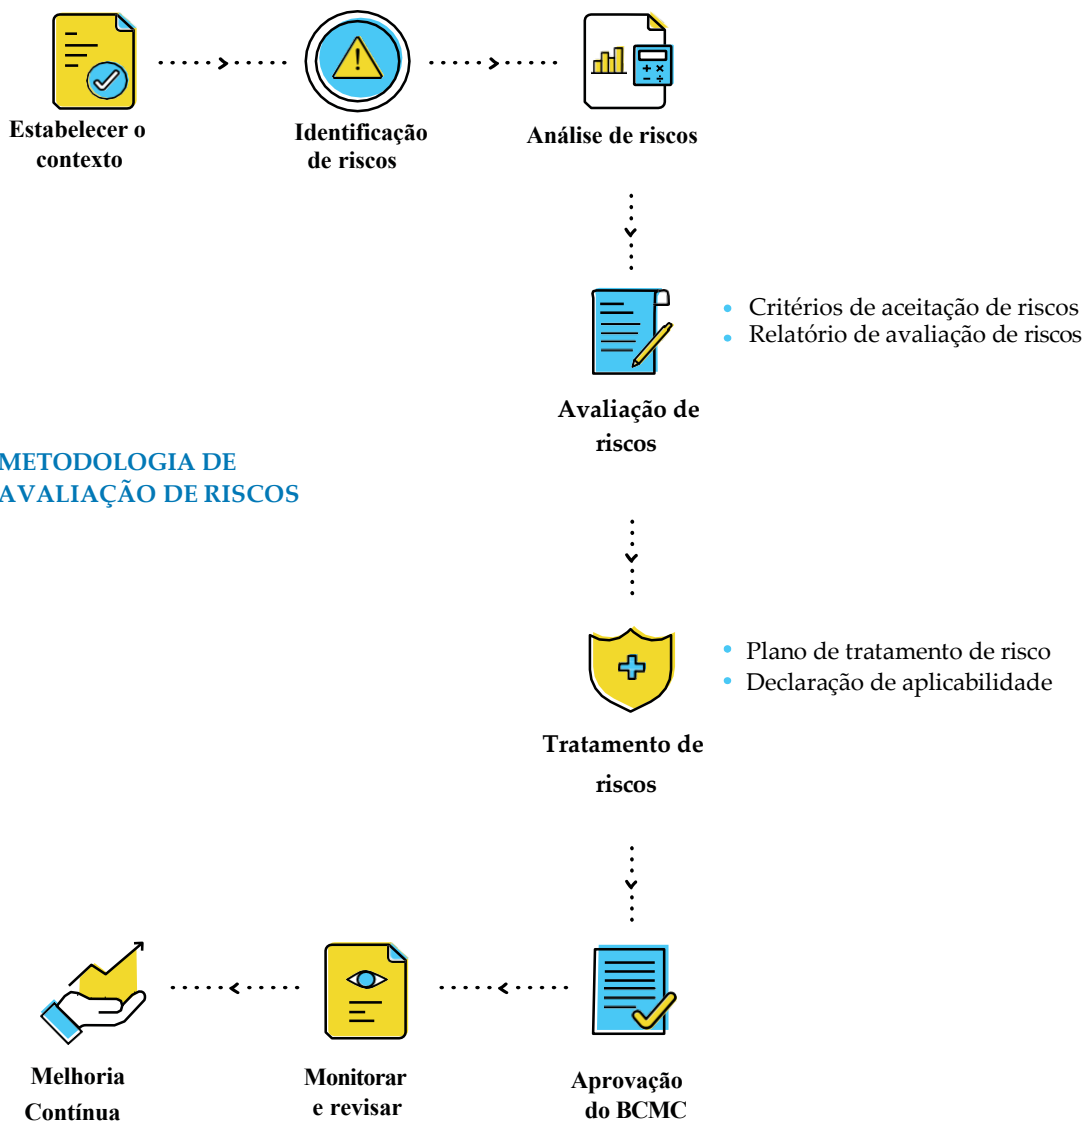 Estabelecer o
contexto
Identificação
de riscos
Análise de riscos
Critérios de aceitação de riscos
Relatório de avaliação de riscos
Avaliação de
riscos
METODOLOGIA DE
AVALIAÇÃO DE RISCOS
Plano de tratamento de risco
Declaração de aplicabilidade
Tratamento de
riscos
Melhoria
Contínua
Monitorar
e revisar
Aprovação
do BCMC